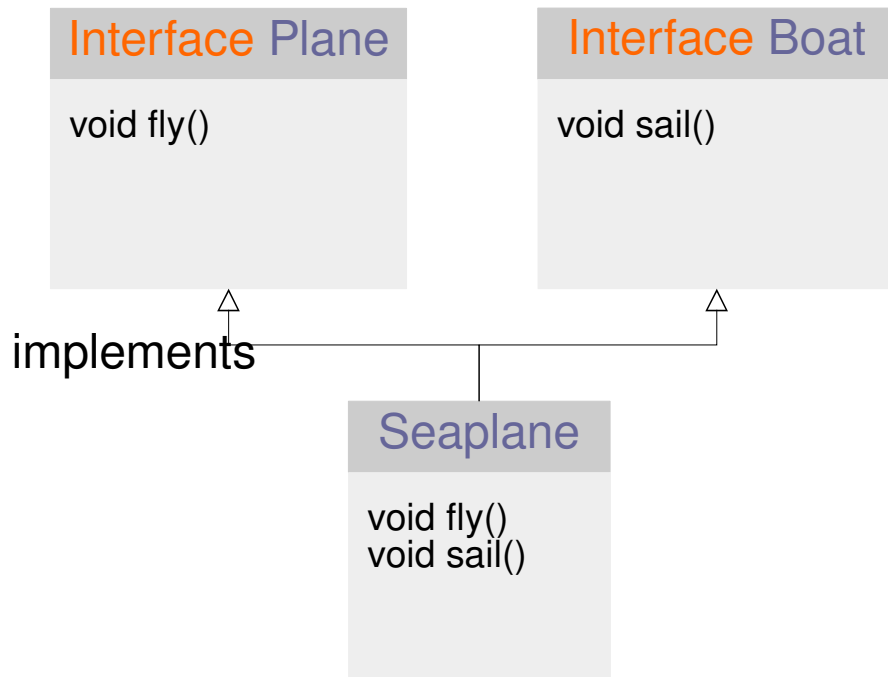 Interface Plane
void fly()
Interface Boat
void sail()
implements
Seaplane
void fly()
void sail()